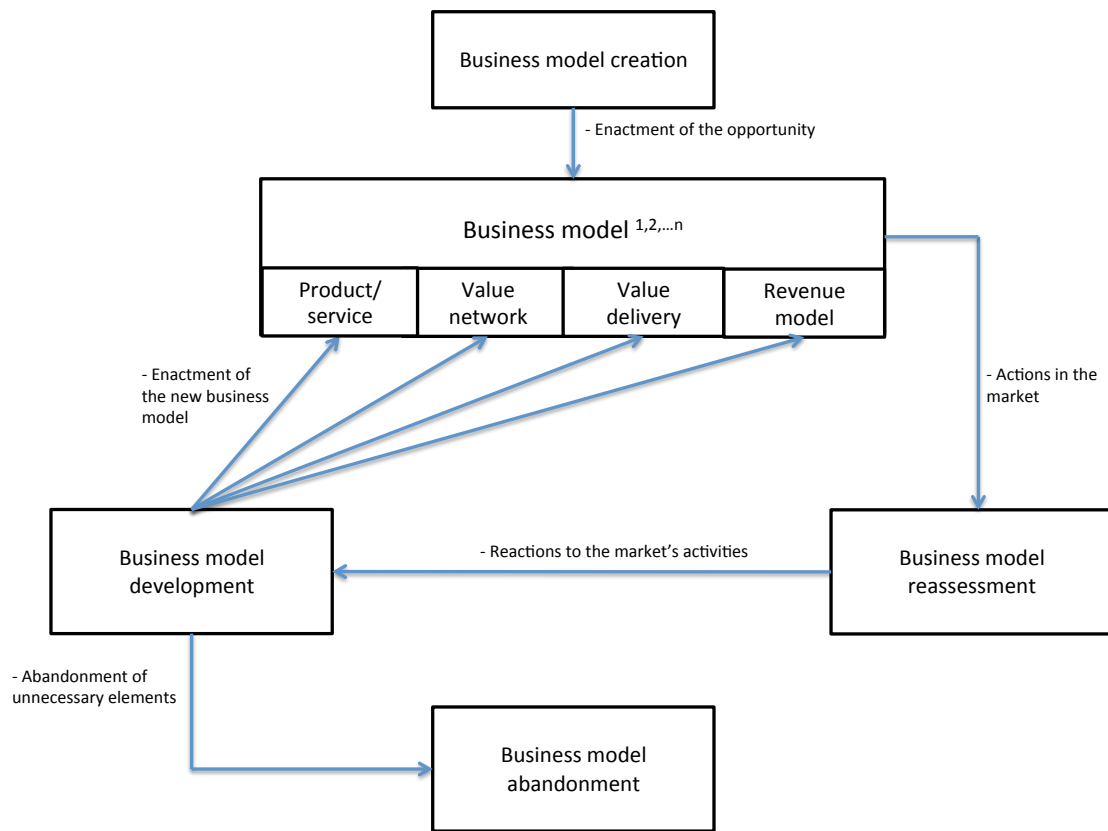 Business model creation
- Enactment of the opportunity
Business model 1,2,...n
Product/
service
Value
network
Value
delivery
Revenue
model
- Enactment of
the new business
model
- Actions in the
market
Business model
development
- Reactions to the market’s activities
Business model
reassessment
- Abandonment of
unnecessary elements
Business model
abandonment